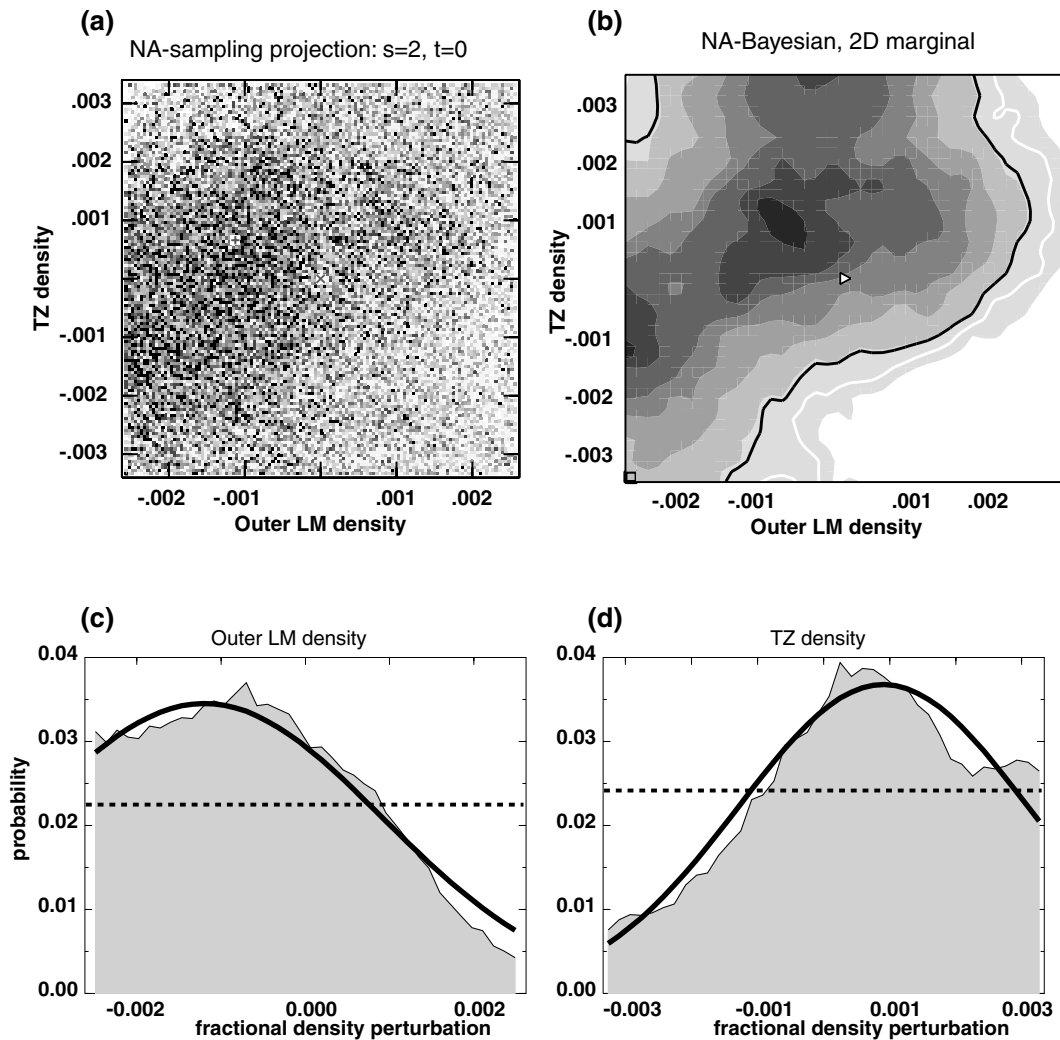 (a)
NA-sampling projection: s=2, t=0
.003
.002
.001
-.001
-.002
-.003
TZ density
-.002 -.001 .001 .002
Outer LM density
(b)
NA-Bayesian, 2D marginal
.003
.002
.001
-.001
-.002
-.003
TZ density
-.002 -.001 .001 .002
Outer LM density
(c)
Outer LM density
0.04
0.03
0.02
0.01
0.00
probability
-0.002 0.000 0.002
fractional density perturbation
(d)
TZ density
0.04
0.03
0.02
0.01
0.00
-0.003 -0.001 0.001 0.003
fractional density perturbation